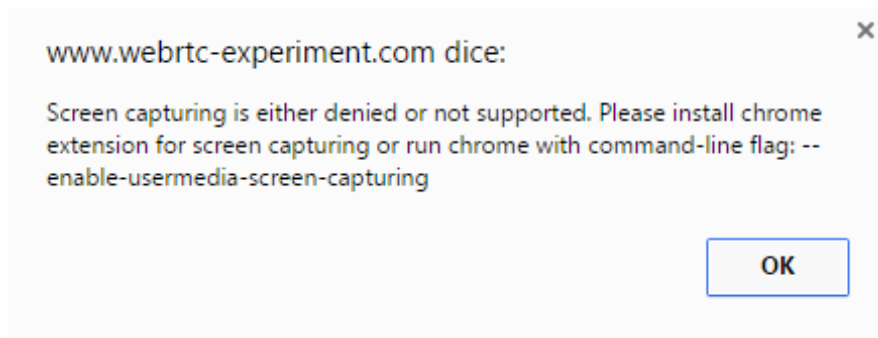 www.webrtc-experiment.com dice:
Screen capturing is either denied or not supported. Please install chrome
extension for screen capturing or run chrome with command-line flag: --
enable-usermedia-screen-capturing
OK